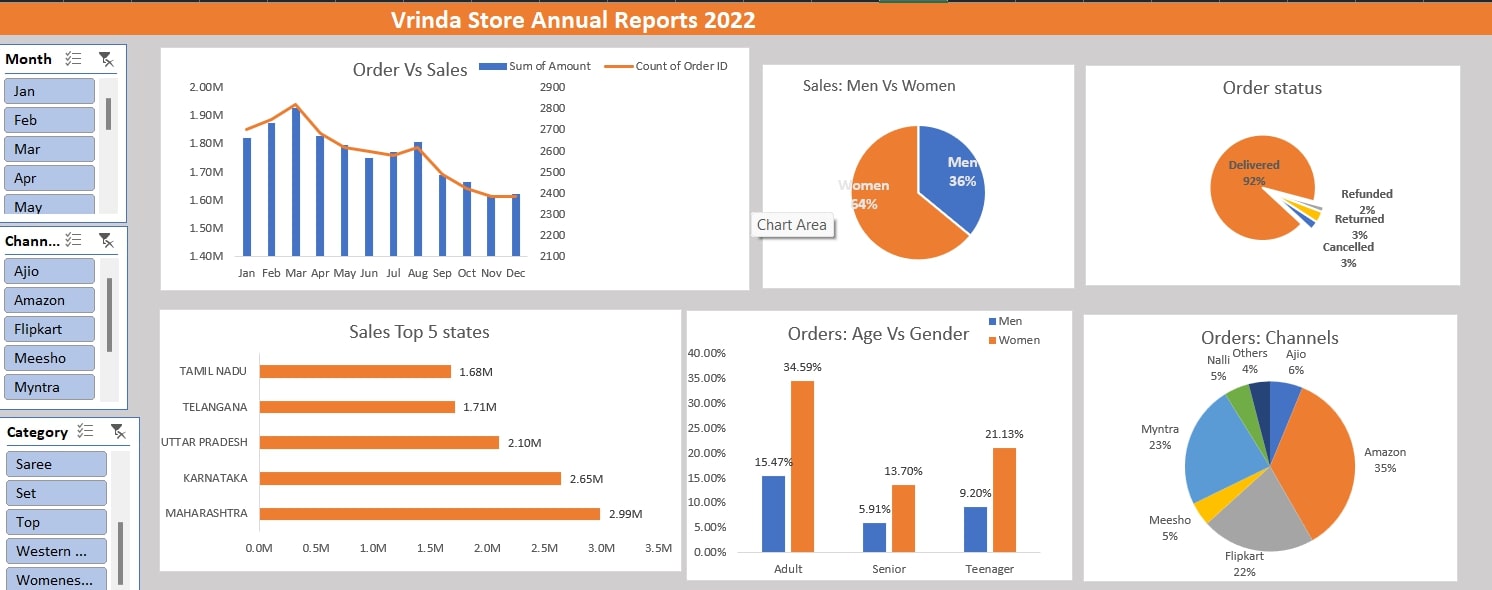 Vrinda Store Annual Reports 2022
Month
Jan
Feb
Mar
Apr
May
Chann...
Ajio
Amazon
Flipkart
Meesho
Myntra
Category
Saree
Set
Top
Western ...
Womenes...
Order Vs Sales
Sum of Amount
Count of Order ID
2.00M
1.90M
1.80M
1.70M
1.60M
1.50M
1.40M
2900
2800
2700
2600
2500
2400
2300
2200
2100
Jan Feb Mar Apr May Jun Jul Aug Sep Oct Nov Dec
Sales: Men Vs Women
Men
36%
Women
64%
Chart Area
Order status
Delivered
92%
Refunded
2%
Returned
3%
Cancelled
3%
Sales Top 5 states
TAMIL NADU 1.68M
TELANGANA 1.71M
UTTAR PRADESH 2.10M
KARNATAKA 2.65M
MAHARASHTRA 2.99M
0.0M 0.5M 1.0M 1.5M 2.0M 2.5M 3.0M 3.5M
Orders: Age Vs Gender
Men
Women
40.00%
35.00%
30.00%
25.00%
20.00%
15.00%
10.00%
5.00%
0.00%
15.47%
34.59%
5.91%
13.70%
9.20%
21.13%
Adult Senior Teenager
Orders: Channels
Nalli
5%
Others
4%
Ajio
6%
Myntra
23%
Amazon
35%
Meesho
5%
Flipkart
22%